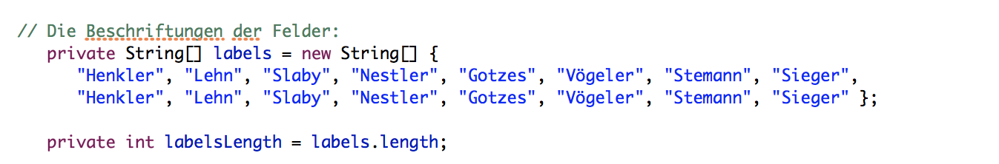 // Die Beschriftungen der Felder:
private String[] labels = new String[] {
"Henkler", "Lehn", "Slaby", "Nestler", "Gotzes", "Vögeler", "Stemann", "Sieger",
"Henkler", "Lehn", "Slaby", "Nestler", "Gotzes", "Vögeler", "Stemann", "Sieger" };
private int labelsLength = labels.length;